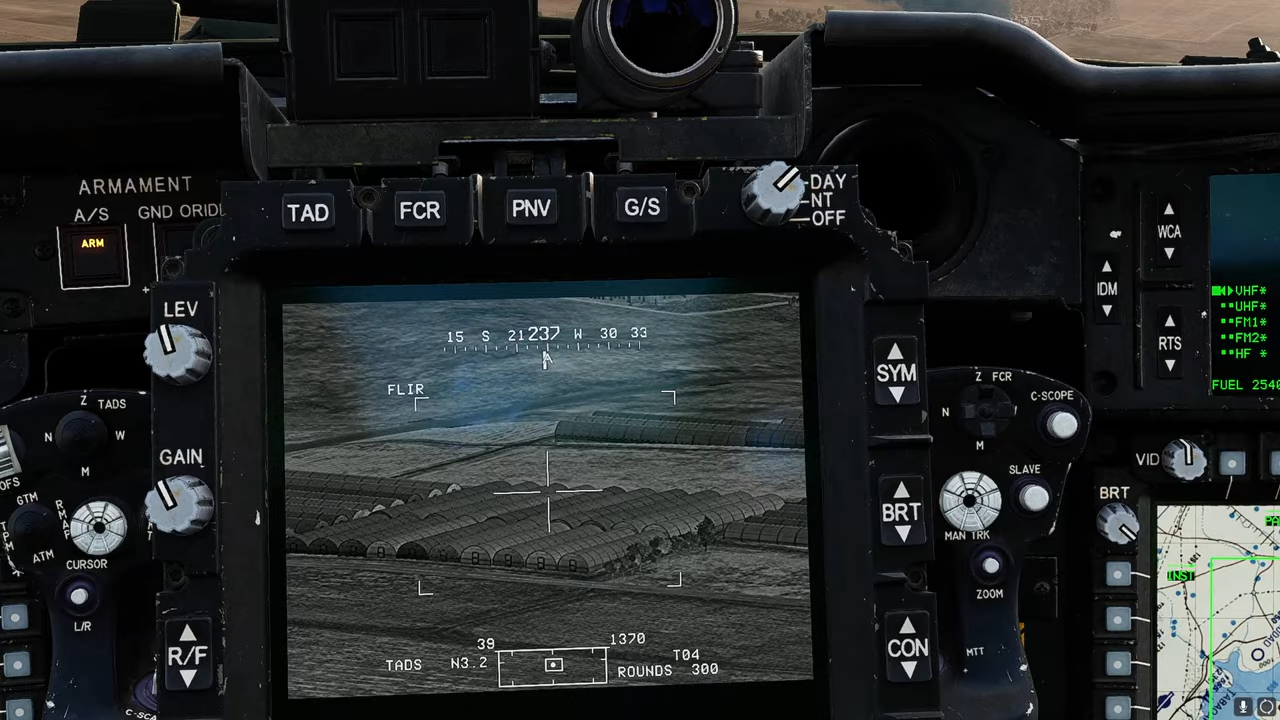 ARMAMENT
A/S
GND ORIDE
ARM
TAD
FCR
PNV
G/S
DAY
NT
OFF
LEV
GAIN
R/F
SYM
BRT
CON
15 S 21 237 W 30 33
FLIR
39
1370
TADS
N3.2
T04
ROUNDS 300
Z TADS
N
W
M
GTM
RMAP
ATM
CURSOR
L/R
Z FCR
N
M
C-SCOPE
SLAVE
MAN TRK
ZOOM
MTT
IDM
WCA
RTS
VHF*
UHF*
FM1*
FM2*
HF *
FUEL 2540
VID
BRT
INST